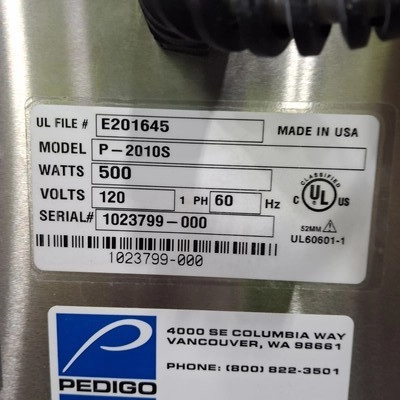 UL FILE # E201645 MADE IN USA
MODEL P-2010S
WATTS 500
VOLTS 120 1 PH 60 Hz
SERIAL# 1023799-000
CLASSIFIED
C UL US
52MM
UL60601-1
1023799-000
PEDIGO
4000 SE COLUMBIA WAY
VANCOUVER, WA 98661
PHONE: (800) 822-3501